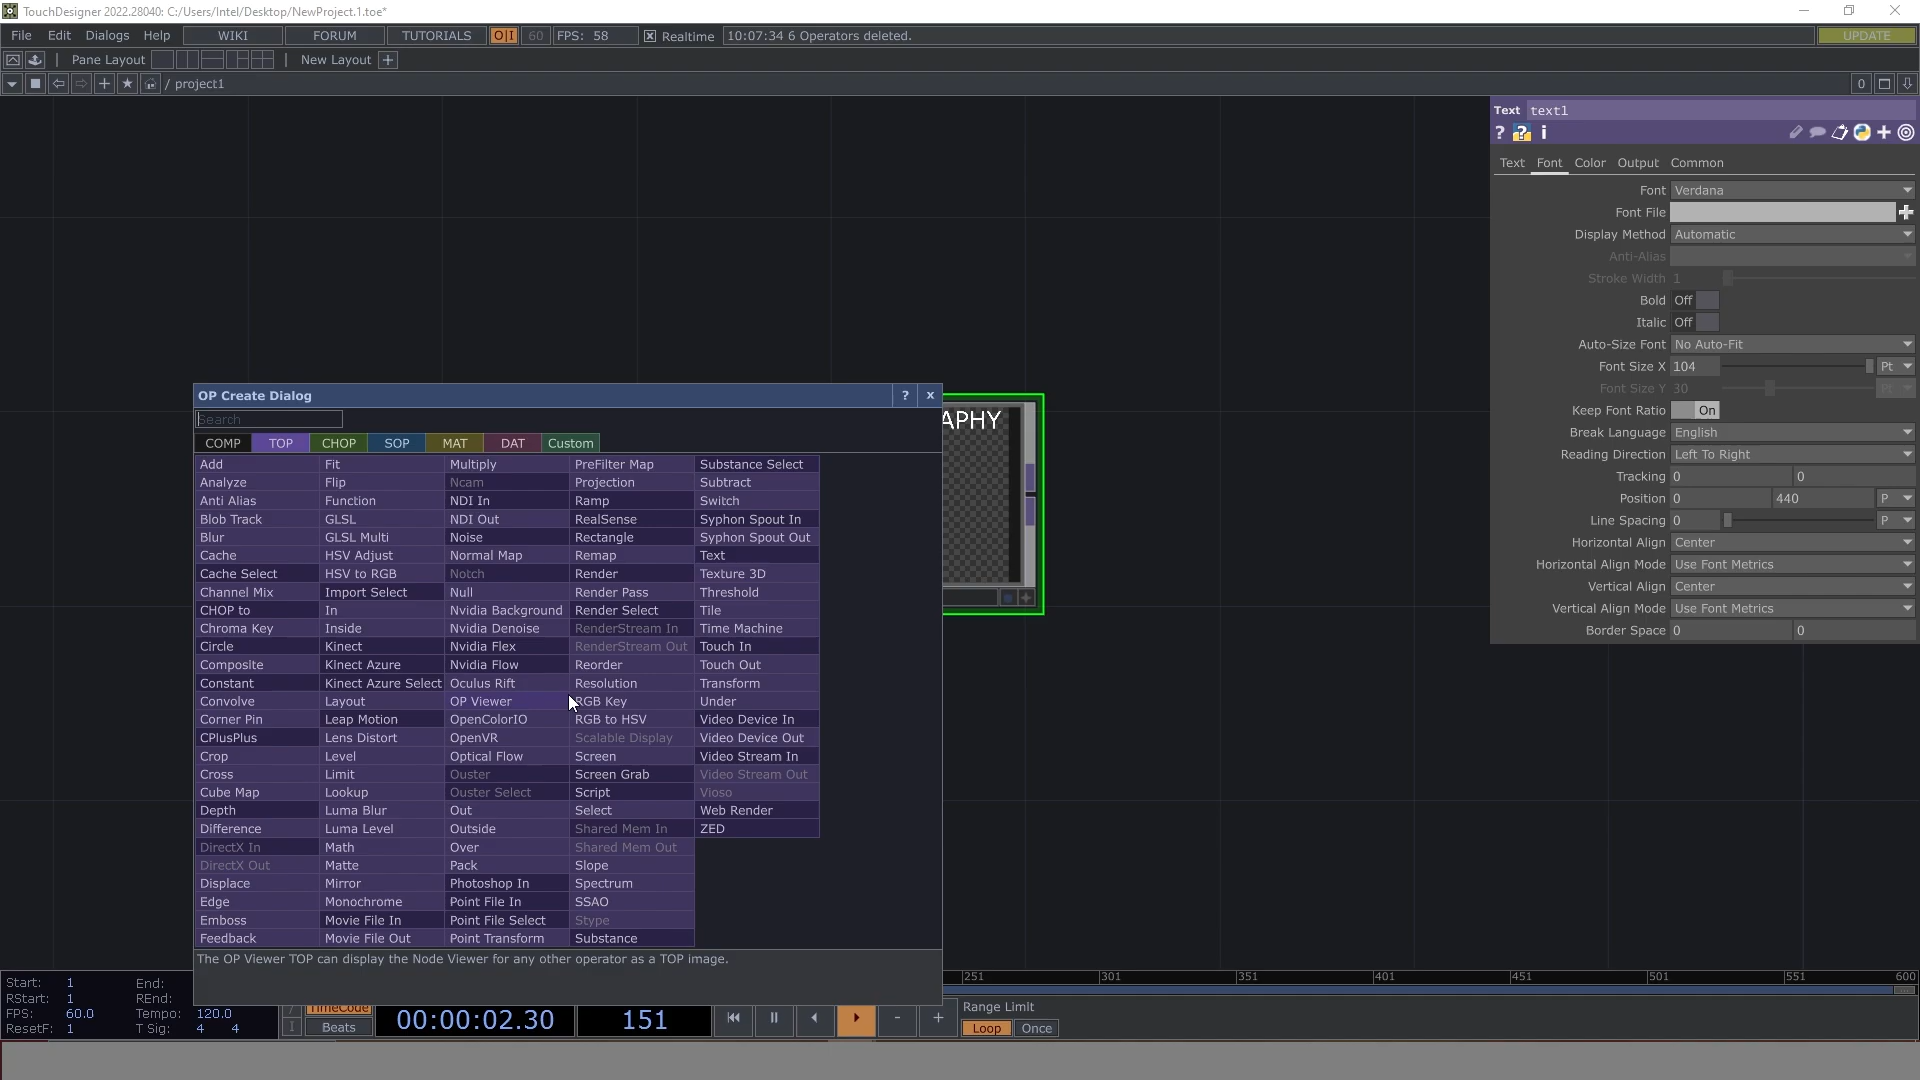 TouchDesigner 2022.28040: C:/Users/Intel/Desktop/NewProject.1.toe*
File Edit Dialogs Help WIKI FORUM TUTORIALS O|I 60 FPS: 58 Realtime 10:07:34 6 Operators deleted. UPDATE
Pane Layout New Layout +
/ project1 0
Text text1
? ? i
Text Font Color Output Common
Font Verdana
Font File
Display Method Automatic
Anti-Alias
Stroke Width 1
Bold Off
Italic Off
Auto-Size Font No Auto-Fit
Font Size X 104 Pt
Font Size Y 30 Pt
Keep Font Ratio On
Break Language English
Reading Direction Left To Right
Tracking 0 0
Position 0 440 P
Line Spacing 0 P
Horizontal Align Center
Horizontal Align Mode Use Font Metrics
Vertical Align Center
Vertical Align Mode Use Font Metrics
Border Space 0 0
OP Create Dialog ? x
Search
APHY
COMP TOP CHOP SOP MAT DAT Custom
Add Fit Multiply PreFilter Map Substance Select
Analyze Flip Ncam Projection Subtract
Anti Alias Function NDI In Ramp Switch
Blob Track GLSL NDI Out RealSense Syphon Spout In
Blur GLSL Multi Noise Rectangle Syphon Spout Out
Cache HSV Adjust Normal Map Remap Text
Cache Select HSV to RGB Notch Render Texture 3D
Channel Mix Import Select Null Render Pass Threshold
CHOP to In Nvidia Background Render Select Tile
Chroma Key Inside Nvidia Denoise RenderStream In Time Machine
Circle Kinect Nvidia Flex RenderStream Out Touch In
Composite Kinect Azure Nvidia Flow Reorder Touch Out
Constant Kinect Azure Select Oculus Rift Resolution Transform
Convolve Layout OP Viewer RGB Key Under
Corner Pin Leap Motion OpenColorIO RGB to HSV Video Device In
CPlusPlus Lens Distort OpenVR Scalable Display Video Device Out
Crop Level Optical Flow Screen Video Stream In
Cross Limit Ouster Screen Grab Video Stream Out
Cube Map Lookup Ouster Select Script Vioso
Depth Luma Blur Out Select Web Render
Difference Luma Level Outside Shared Mem In ZED
DirectX In Math Over Shared Mem Out
DirectX Out Matte Pack Slope
Displace Mirror Photoshop In Spectrum
Edge Monochrome Point File In SSAO
Emboss Movie File In Point File Select Stype
Feedback Movie File Out Point Transform Substance
The OP Viewer TOP can display the Node Viewer for any other operator as a TOP image.
251 301 351 401 451 501 551 600
Start: 1 End:
RStart: 1 REnd:
FPS: 60.0 Tempo: 120.0
ResetF: 1 T Sig: 4 4
TimeCode
Beats
00:00:02.30 151 - +
Range Limit
Loop Once